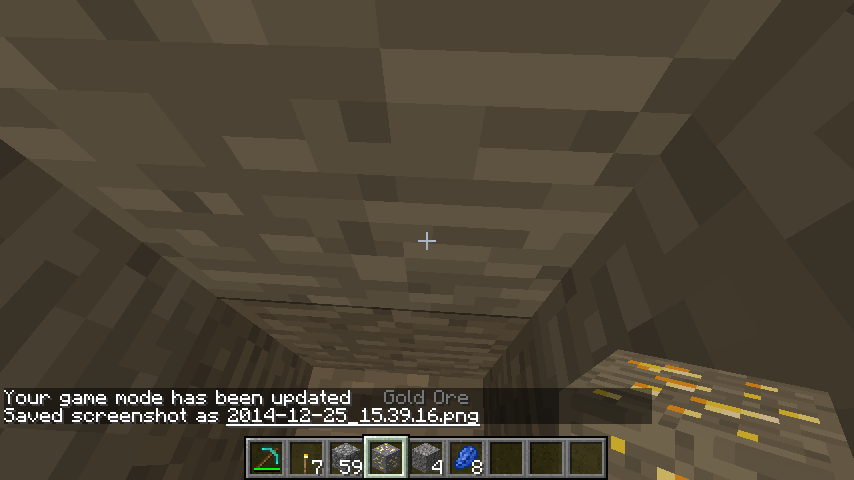 Your game mode has been updated
Gold Ore
Saved screenshot as 2014-12-25_15.39.16.png
7 59 4 8